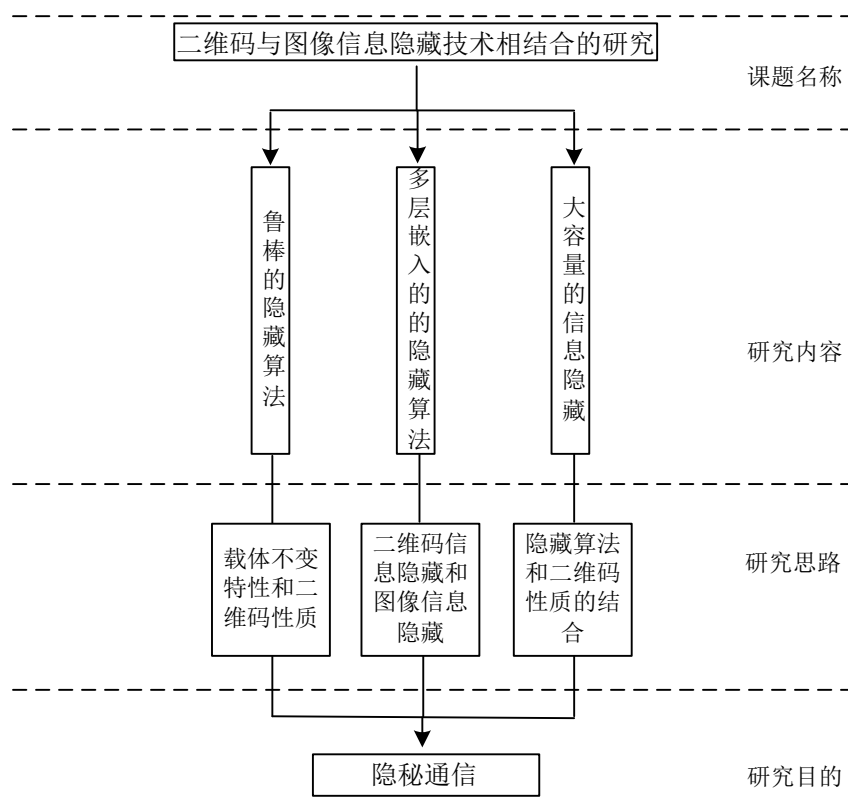 二维码与图像信息隐藏技术相结合的研究
课题名称
鲁棒的隐藏算法
多层嵌入的的隐藏算法
大容量的信息隐藏
研究内容
载体不变
特性和二
维码性质
二维码信
息隐藏和
图像信息
隐藏
隐藏算法
和二维码
性质的结
合
研究思路
隐秘通信
研究目的